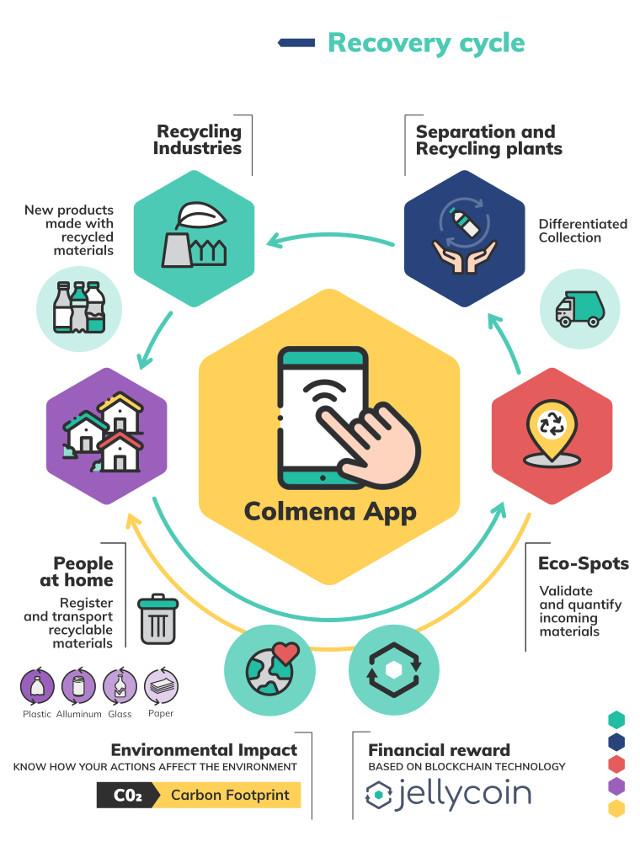 Recovery cycle
Recycling
Industries
Separation and
Recycling plants
New products
made with
recycled
materials
Differentiated
Collection
Colmena App
People
at home
Register
and transport
recyclable
materials
Eco-Spots
Validate
and quantify
incoming
materials
Plastic Alluminum Glass Paper
Environmental Impact
KNOW HOW YOUR ACTIONS AFFECT THE ENVIRONMENT
CO₂ Carbon Footprint
Financial reward
BASED ON BLOCKCHAIN TECHNOLOGY
jellycoin